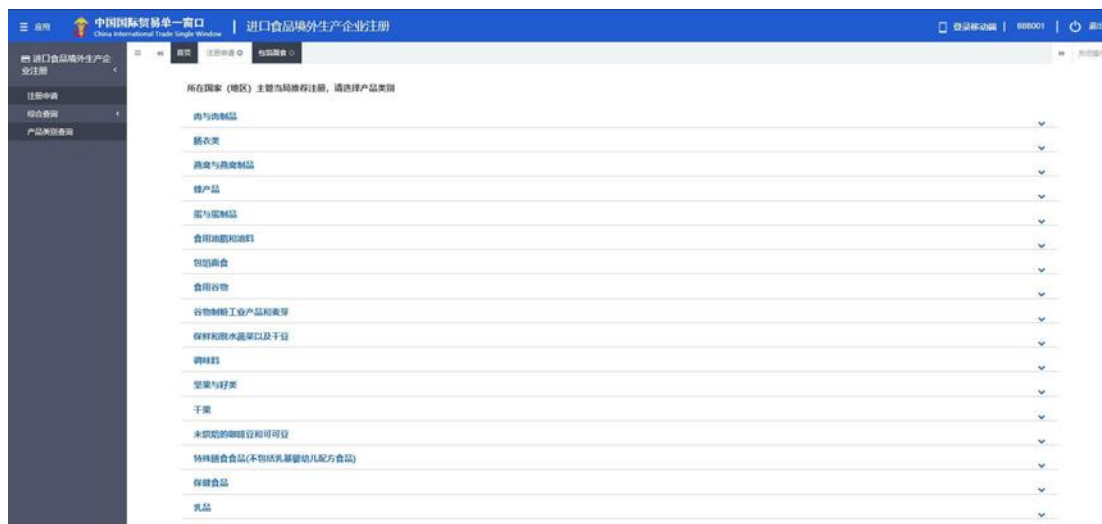 应用
中国国际贸易单一窗口
China International Trade Single Window
进口食品境外生产企业注册
登录移动端
888001
退出
进口食品境外生产企
业注册
注册申请
综合查询
产品类别查询
首页
注册申请
包馅面食
所在国家（地区）主管当局推荐注册，请选择产品类别
肉与肉制品
肠衣类
燕窝与燕窝制品
蜂产品
蛋与蛋制品
食用油脂和油料
包馅面食
食用谷物
谷物制粉工业产品和麦芽
保鲜和脱水蔬菜以及干豆
调味料
坚果与籽类
干果
未烘焙的咖啡豆和可可豆
特殊膳食食品(不包括乳基婴幼儿配方食品)
保健食品
乳品